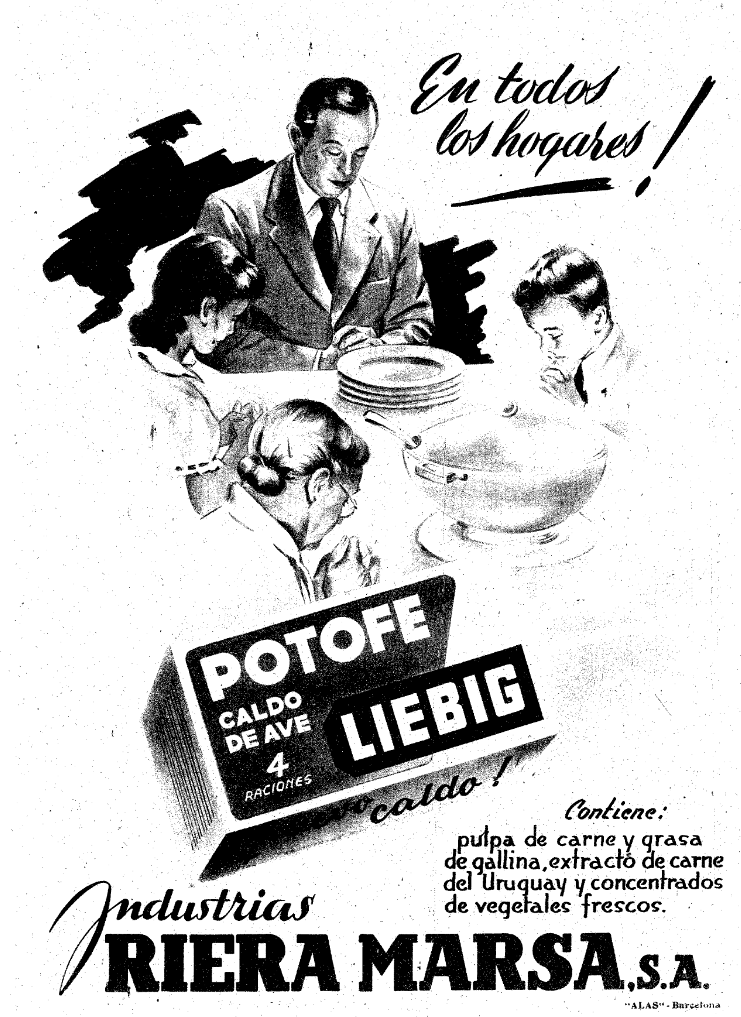 En todos
los hogares!
POTOFE
CALDO
DE AVE
4
RACIONES
LIEBIG
caldo!
Contiene:
pulpa de carne y grasa
de gallina, extracto de carne
del Uruguay y concentrados
de vegetales frescos.
Industrias
RIERA MARSA, S.A.
"ALAS" - Barcelona